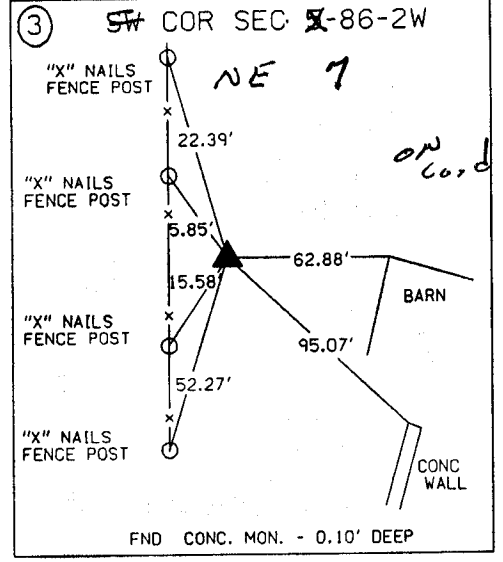 3 SW COR SEC -86-2W
NE 7
"X" NAILS
FENCE POST
22.39'
ON
"X" NAILS
FENCE POST
5.85'
62.88'
15.58'
BARN
"X" NAILS
FENCE POST
95.07'
52.27'
"X" NAILS
FENCE POST
CONC
WALL
FND CONC. MON. - 0.10' DEEP